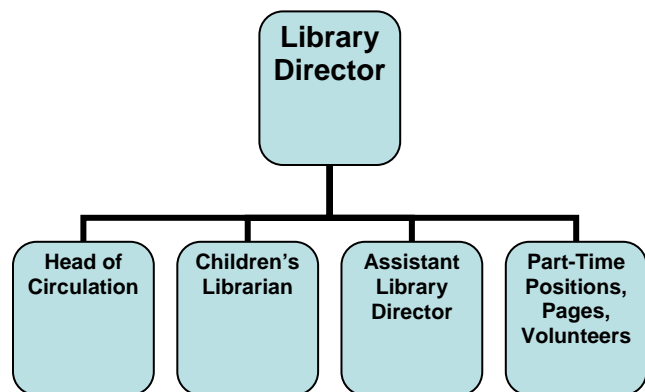 Library
Director
Head of
Circulation
Children’s
Librarian
Assistant
Library
Director
Part-Time
Positions,
Pages,
Volunteers